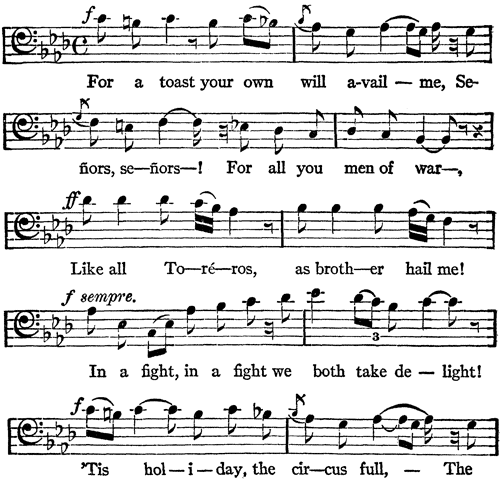 f
For a toast your own will a-vail — me, Se-
ñors, se—ñors—! For all you men of war—,
ff
Like all To—ré—ros, as broth—er hail me!
f sempre.
3
In a fight, in a fight we both take de — light!
f
’Tis hol—i—day, the cir—cus full, — The